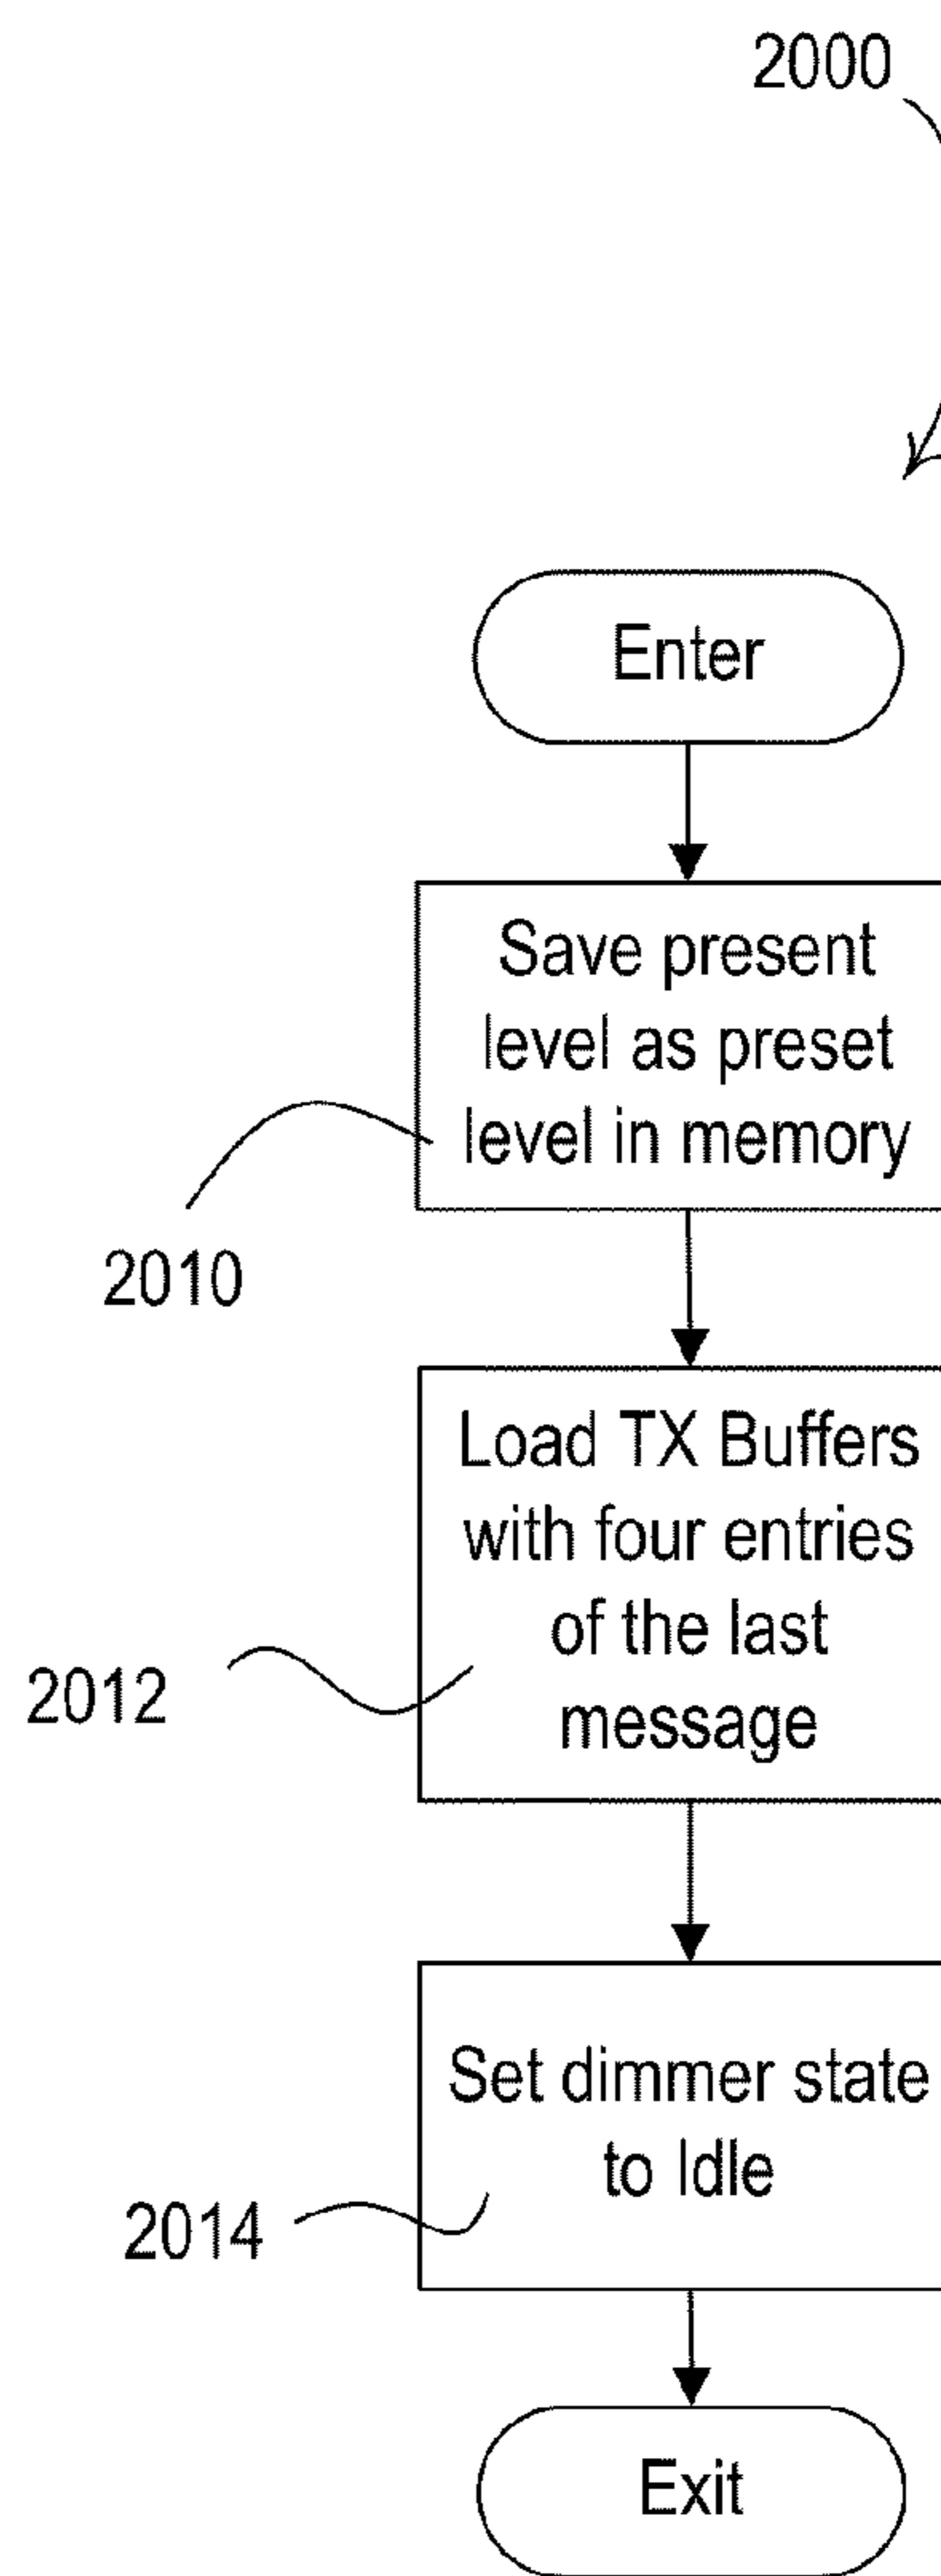 2000
Enter
Save present
level as preset
level in memory
2010
Load TX Buffers
with four entries
of the last
message
2012
Set dimmer state
to Idle
2014
Exit